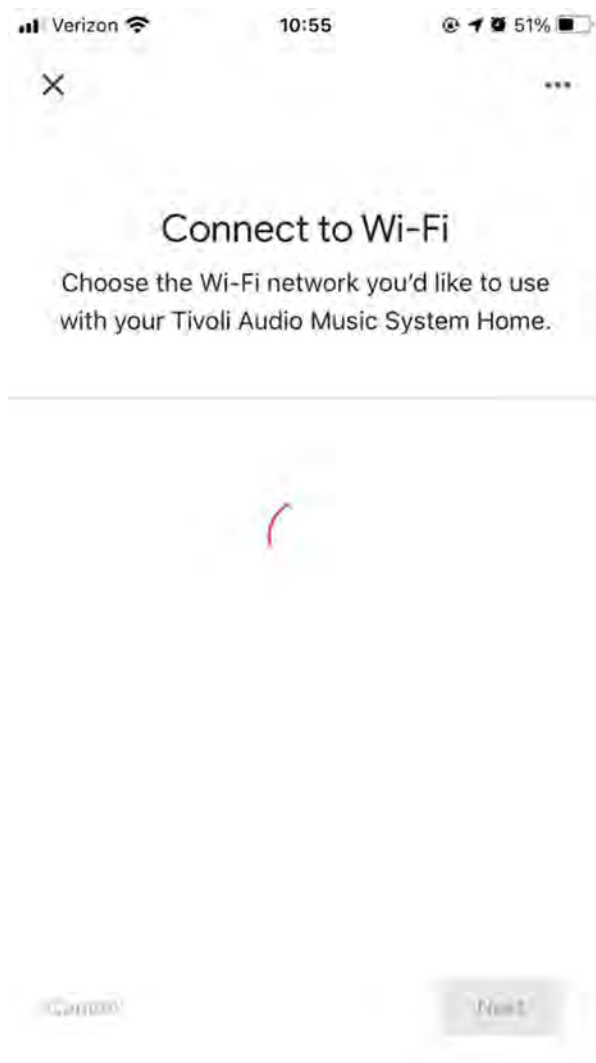 Verizon 10:55 51%
Connect to Wi-Fi
Choose the Wi-Fi network you'd like to use
with your Tivoli Audio Music System Home.
Cancel Next